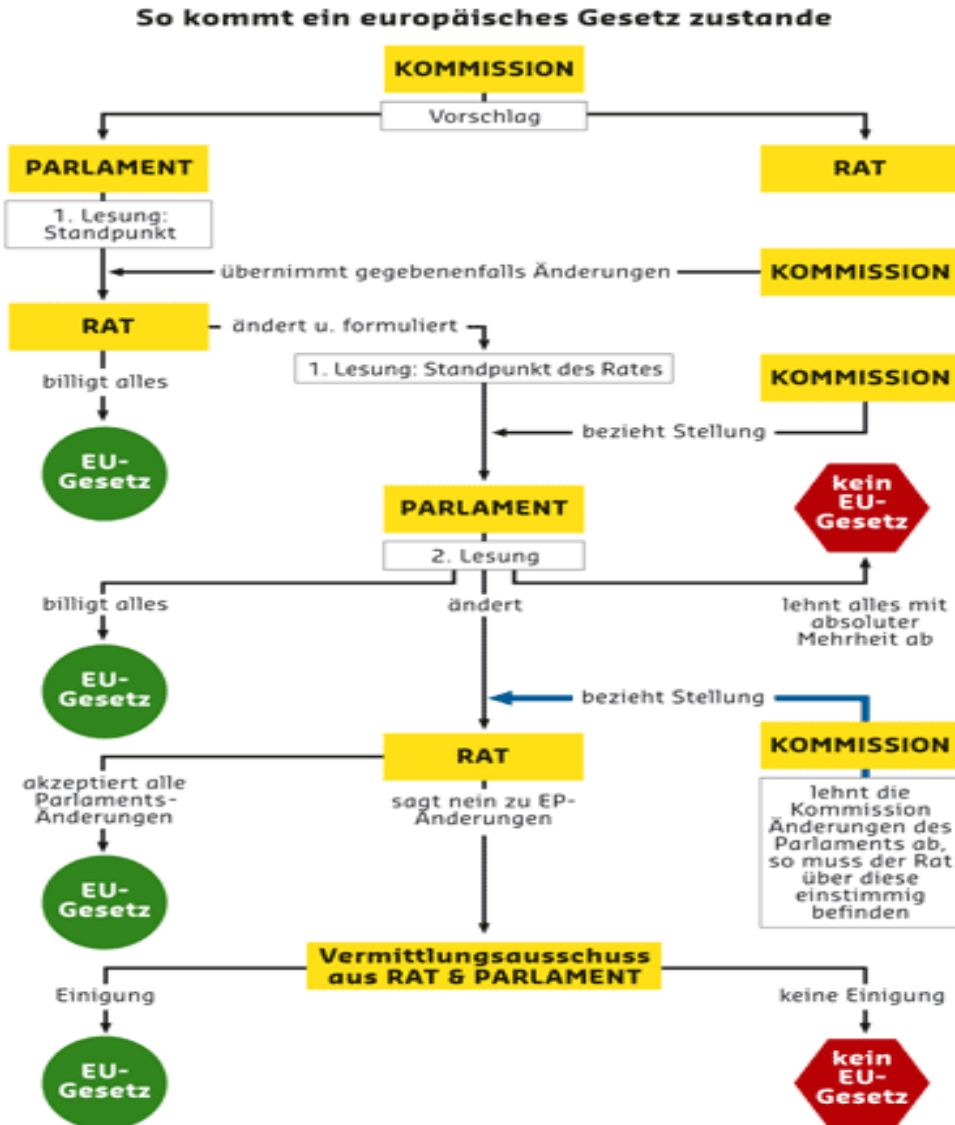 So kommt ein europäisches Gesetz zustande
KOMMISSION
Vorschlag
PARLAMENT
RAT
1. Lesung:
Standpunkt
übernimmt gegebenenfalls Änderungen
KOMMISSION
RAT
ändert u. formuliert
billigt alles
1. Lesung: Standpunkt des Rates
KOMMISSION
bezieht Stellung
EU-
Gesetz
kein
EU-
Gesetz
PARLAMENT
2. Lesung
billigt alles
ändert
lehnt alles mit
absoluter
Mehrheit ab
EU-
Gesetz
bezieht Stellung
RAT
KOMMISSION
akzeptiert alle
Parlaments-
Änderungen
sagt nein zu EP-
Änderungen
lehnt die
Kommission
Änderungen des
Parlaments ab,
so muss der Rat
über diese
einstimmig
befinden
EU-
Gesetz
Vermittlungsausschuss
aus RAT & PARLAMENT
Einigung
keine Einigung
EU-
Gesetz
kein
EU-
Gesetz